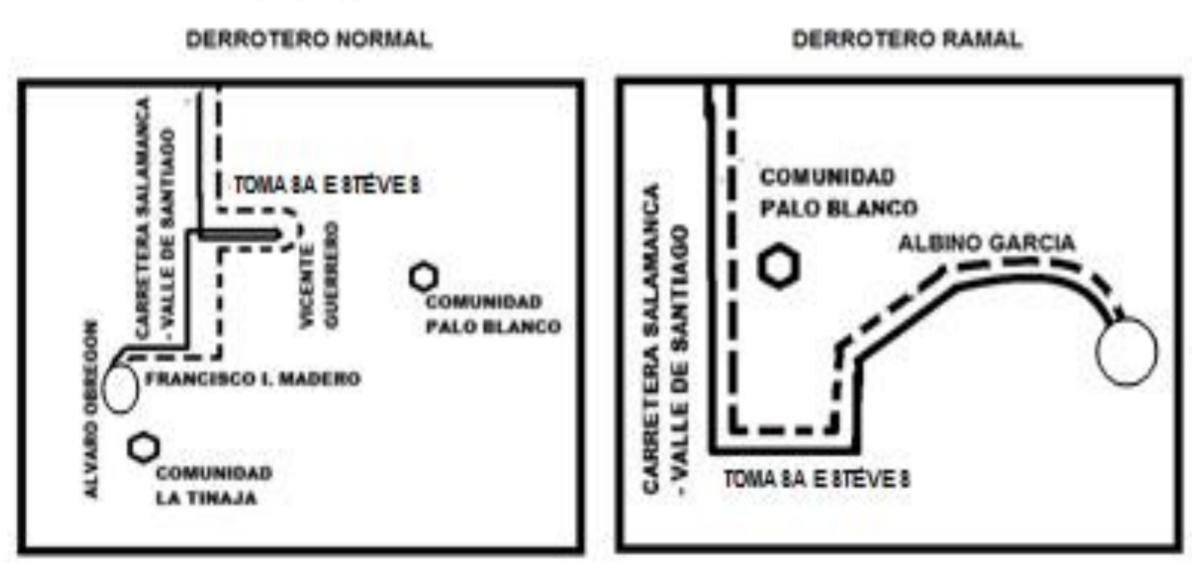 DERROTERO NORMAL
CARRETERA SALAMANCA
- VALLE DE SANTIAGO
TOMA SA E STÉVE S
VICENTE
GUERRERO
COMUNIDAD
PALO BLANCO
ALVARO OBREGON
FRANCISCO I. MADERO
COMUNIDAD
LA TINAJA
DERROTERO RAMAL
CARRETERA SALAMANCA
- VALLE DE SANTIAGO
COMUNIDAD
PALO BLANCO
ALBINO GARCIA
TOMA SA E STÉVE S